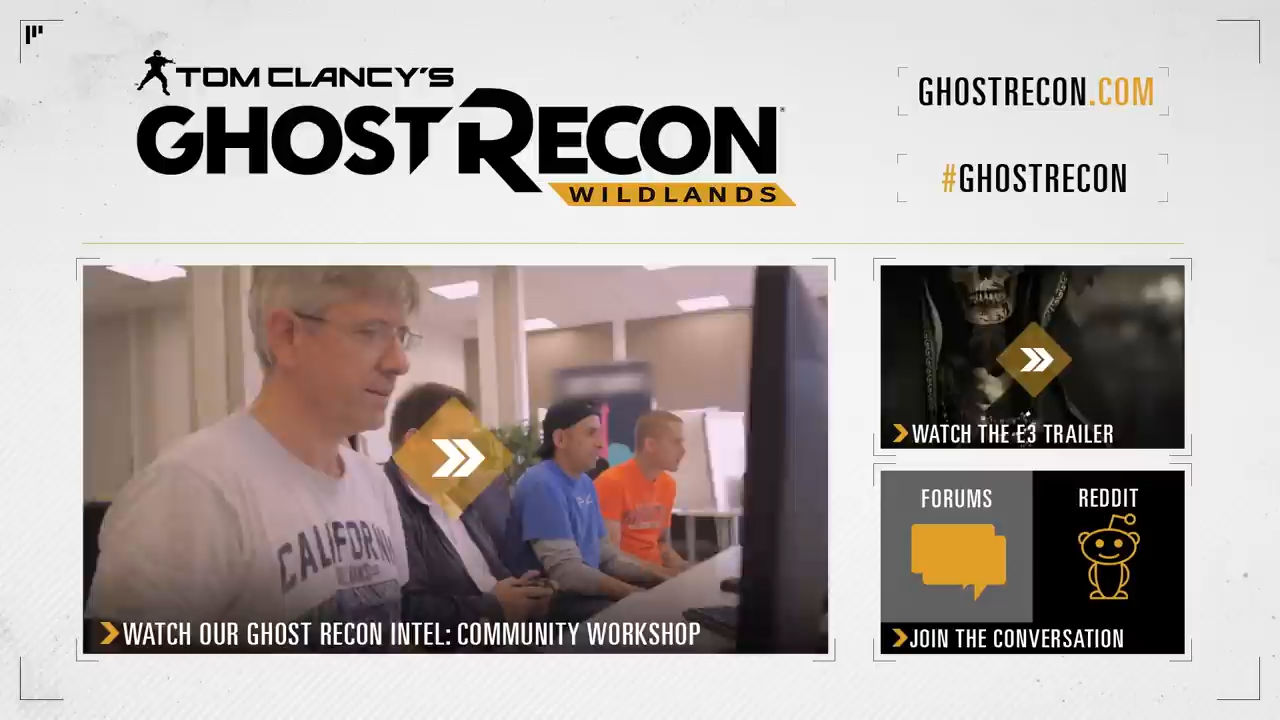 TOM CLANCY'S
GHOST RECON
WILDLANDS
GHOSTRECON.COM
#GHOSTRECON
CALIFORNIA
WATCH OUR GHOST RECON INTEL: COMMUNITY WORKSHOP
WATCH THE E3 TRAILER
FORUMS
REDDIT
JOIN THE CONVERSATION